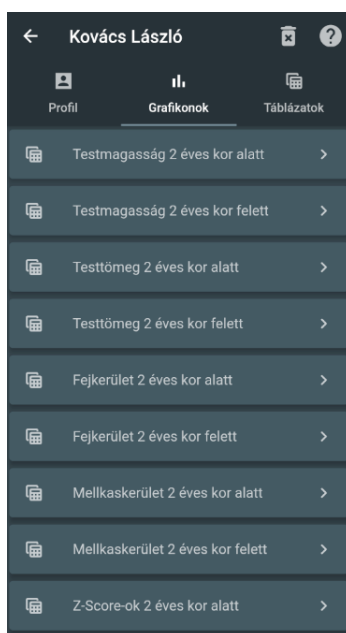 Kovács László
Profil
Grafikonok
Táblázatok
Testmagasság 2 éves kor alatt
Testmagasság 2 éves kor felett
Testtömeg 2 éves kor alatt
Testtömeg 2 éves kor felett
Fejkerület 2 éves kor alatt
Fejkerület 2 éves kor felett
Mellkaskerület 2 éves kor alatt
Mellkaskerület 2 éves kor felett
Z-Score-ok 2 éves kor alatt